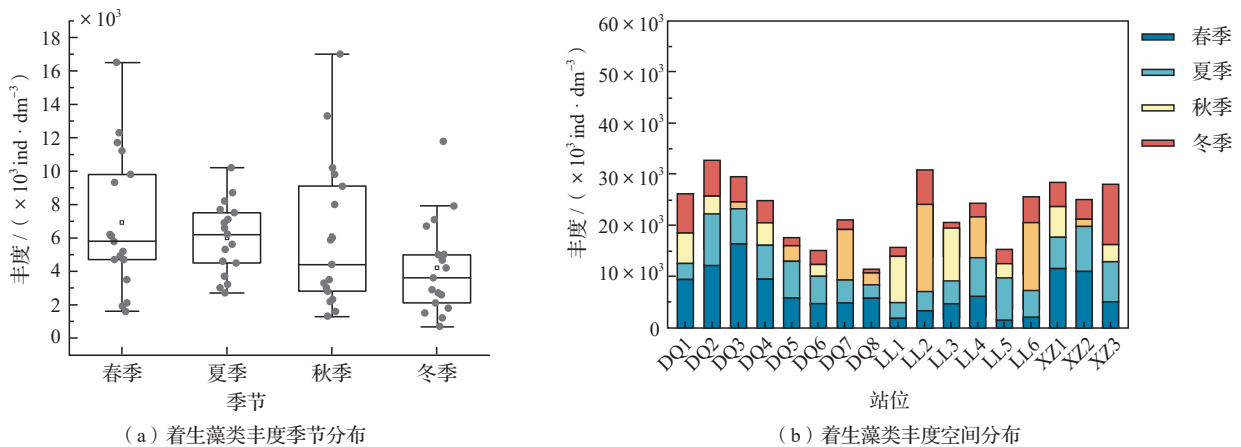 × 10³
18
16
14
12
10
8
6
4
2
0
丰度 / ( ×10³ ind · dm⁻³ )
春季 夏季 秋季 冬季
季节
(a) 着生藻类丰度季节分布
60 × 10³
50 × 10³
40 × 10³
30 × 10³
20 × 10³
10 × 10³
0
丰度 / ( ×10³ ind · dm⁻³ )
DQ1 DQ2 DQ3 DQ4 DQ5 DQ6 DQ7 DQ8 LL1 LL2 LL3 LL4 LL5 LL6 XZ1 XZ2 XZ3
站位
春季
夏季
秋季
冬季
(b) 着生藻类丰度空间分布